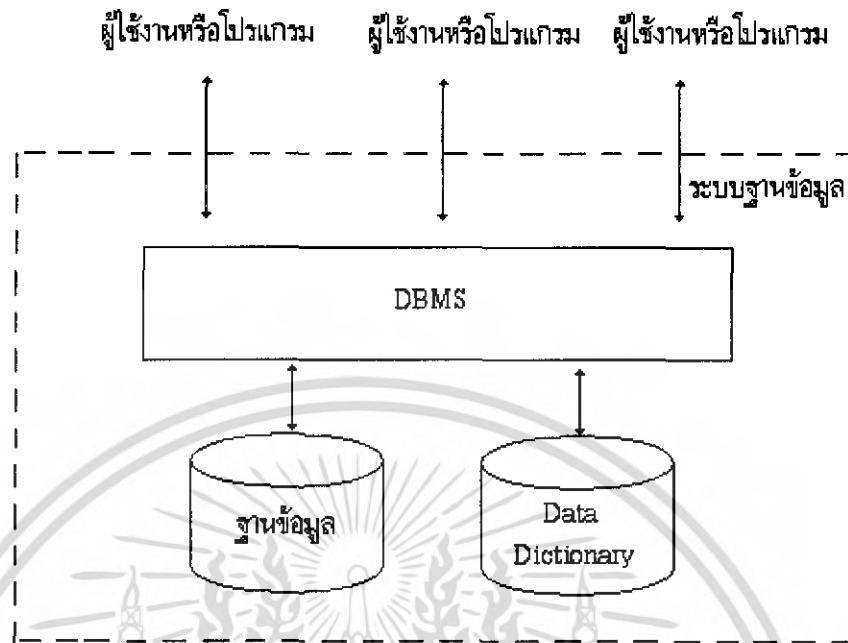 ผู้ใช้งานหรือโปรแกรม ผู้ใช้งานหรือโปรแกรม ผู้ใช้งานหรือโปรแกรม
ระบบฐานข้อมูล
DBMS
ฐานข้อมูล
Data
Dictionary